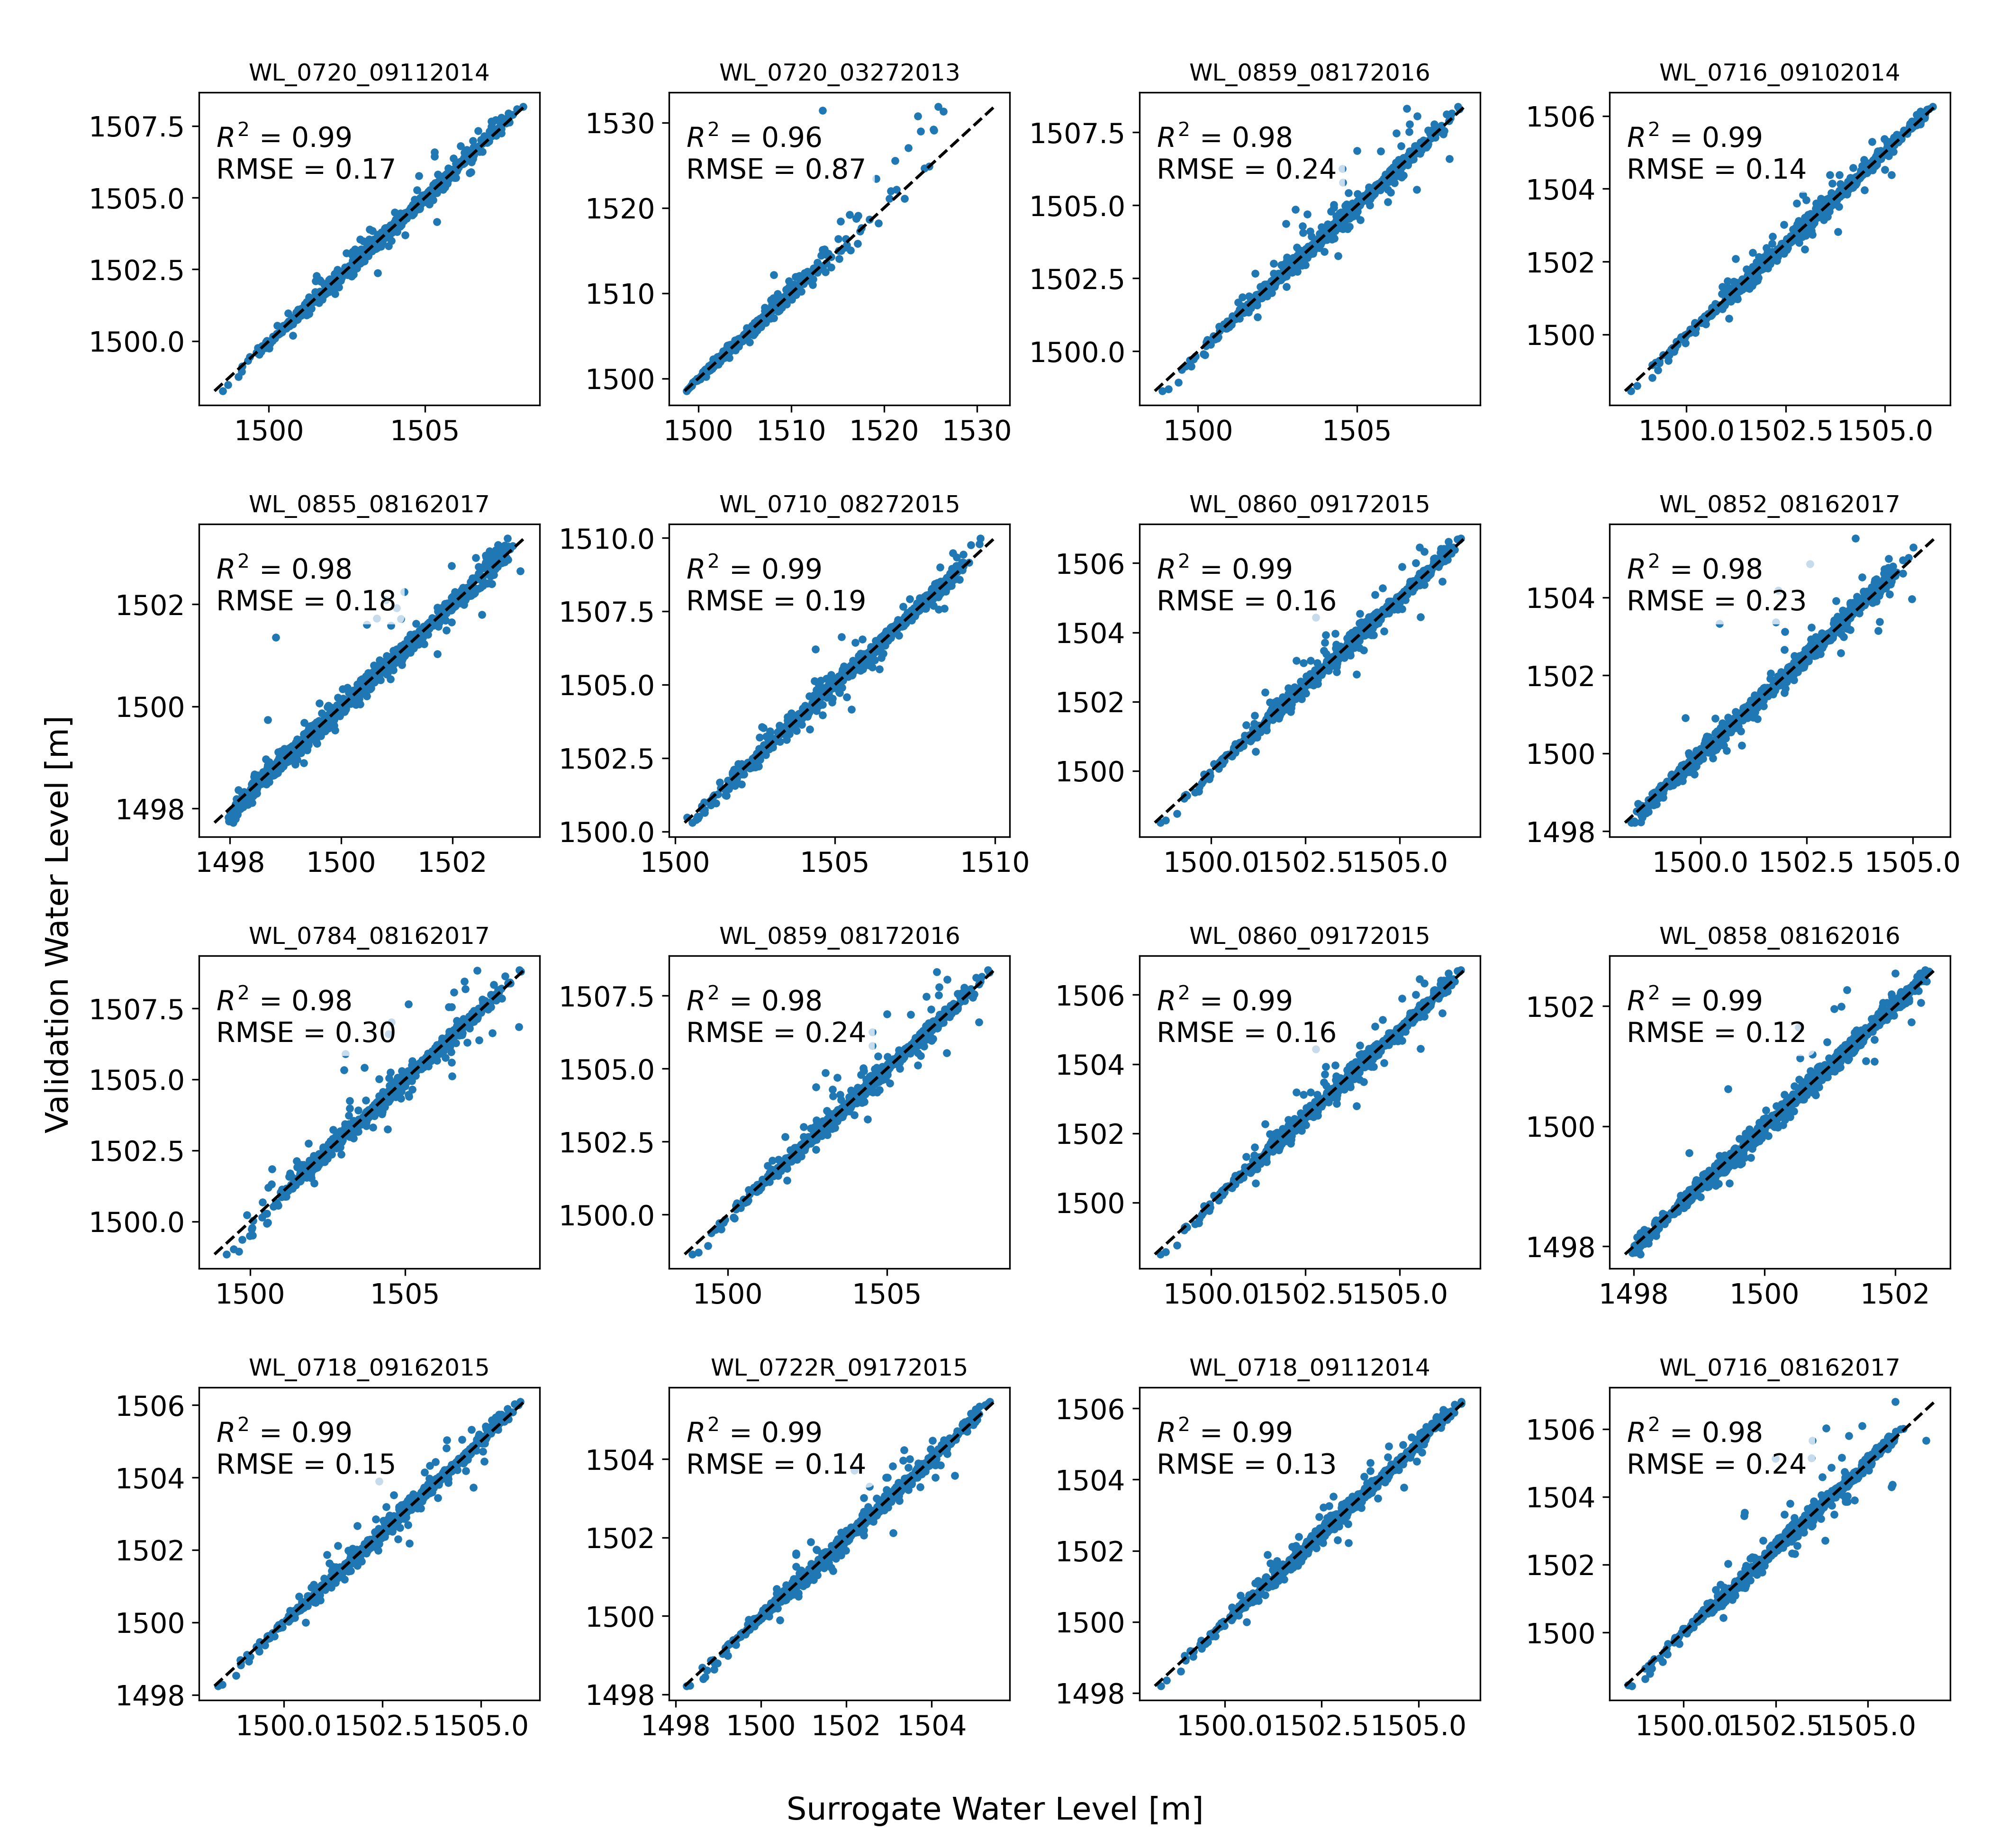 WL_0720_09112014
R² = 0.99
RMSE = 0.17
1507.5
1505.0
1502.5
1500.0
1500 1505
WL_0720_03272013
R² = 0.96
RMSE = 0.87
1530
1520
1510
1500
1500 1510 1520 1530
WL_0859_08172016
R² = 0.98
RMSE = 0.24
1507.5
1505.0
1502.5
1500.0
1500 1505
WL_0716_09102014
R² = 0.99
RMSE = 0.14
1506
1504
1502
1500
1500.0 1502.5 1505.0
WL_0855_08162017
R² = 0.98
RMSE = 0.18
1502
1500
1498
1498 1500 1502
WL_0710_08272015
R² = 0.99
RMSE = 0.19
1510.0
1507.5
1505.0
1502.5
1500.0
1500 1505 1510
WL_0860_09172015
R² = 0.99
RMSE = 0.16
1506
1504
1502
1500
1500.0 1502.5 1505.0
WL_0852_08162017
R² = 0.98
RMSE = 0.23
1504
1502
1500
1498
1500.0 1502.5 1505.0
Validation Water Level [m]
WL_0784_08162017
R² = 0.98
RMSE = 0.30
1507.5
1505.0
1502.5
1500.0
1500 1505
WL_0859_08172016
R² = 0.98
RMSE = 0.24
1507.5
1505.0
1502.5
1500.0
1500 1505
WL_0860_09172015
R² = 0.99
RMSE = 0.16
1506
1504
1502
1500
1500.0 1502.5 1505.0
WL_0858_08162016
R² = 0.99
RMSE = 0.12
1502
1500
1498
1498 1500 1502
WL_0718_09162015
R² = 0.99
RMSE = 0.15
1506
1504
1502
1500
1498
1500.0 1502.5 1505.0
WL_0722R_09172015
R² = 0.99
RMSE = 0.14
1504
1502
1500
1498
1498 1500 1502 1504
WL_0718_09112014
R² = 0.99
RMSE = 0.13
1506
1504
1502
1500
1498
1500.0 1502.5 1505.0
WL_0716_08162017
R² = 0.98
RMSE = 0.24
1506
1504
1502
1500
1500.0 1502.5 1505.0
Surrogate Water Level [m]